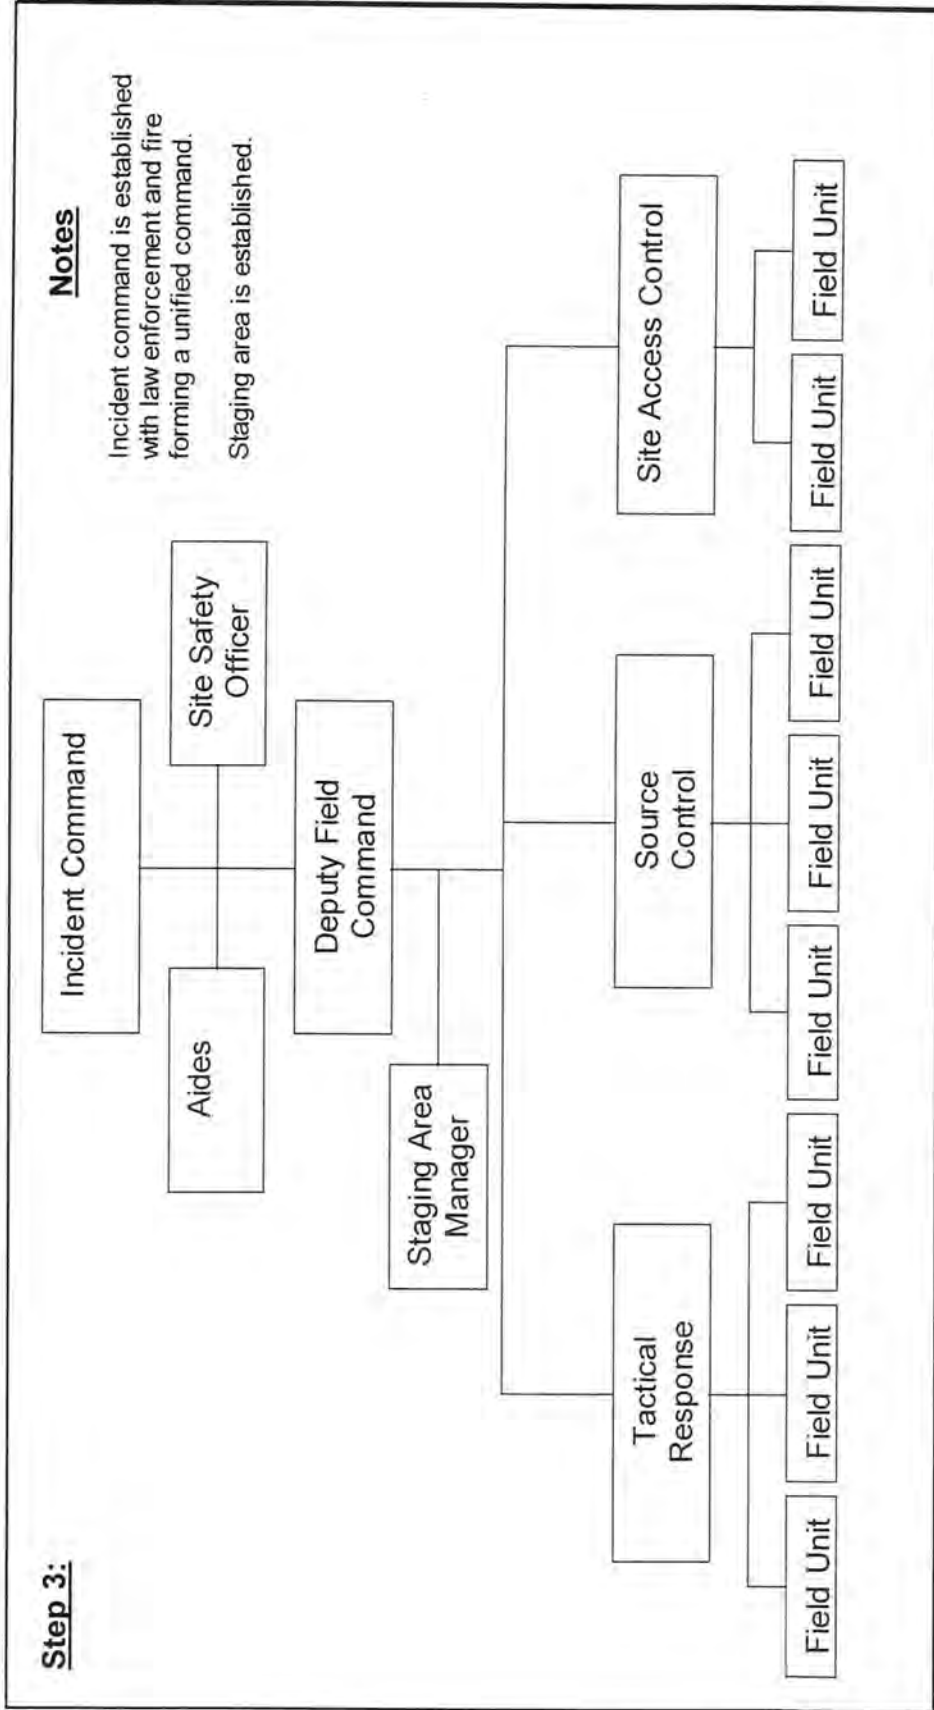 Step 3:
Notes
Incident command is established
with law enforcement and fire
forming a unified command.
Staging area is established.
Incident Command
Aides
Site Safety
Officer
Deputy Field
Command
Staging Area
Manager
Tactical
Response
Source
Control
Site Access Control
Field Unit
Field Unit
Field Unit
Field Unit
Field Unit
Field Unit
Field Unit
Field Unit